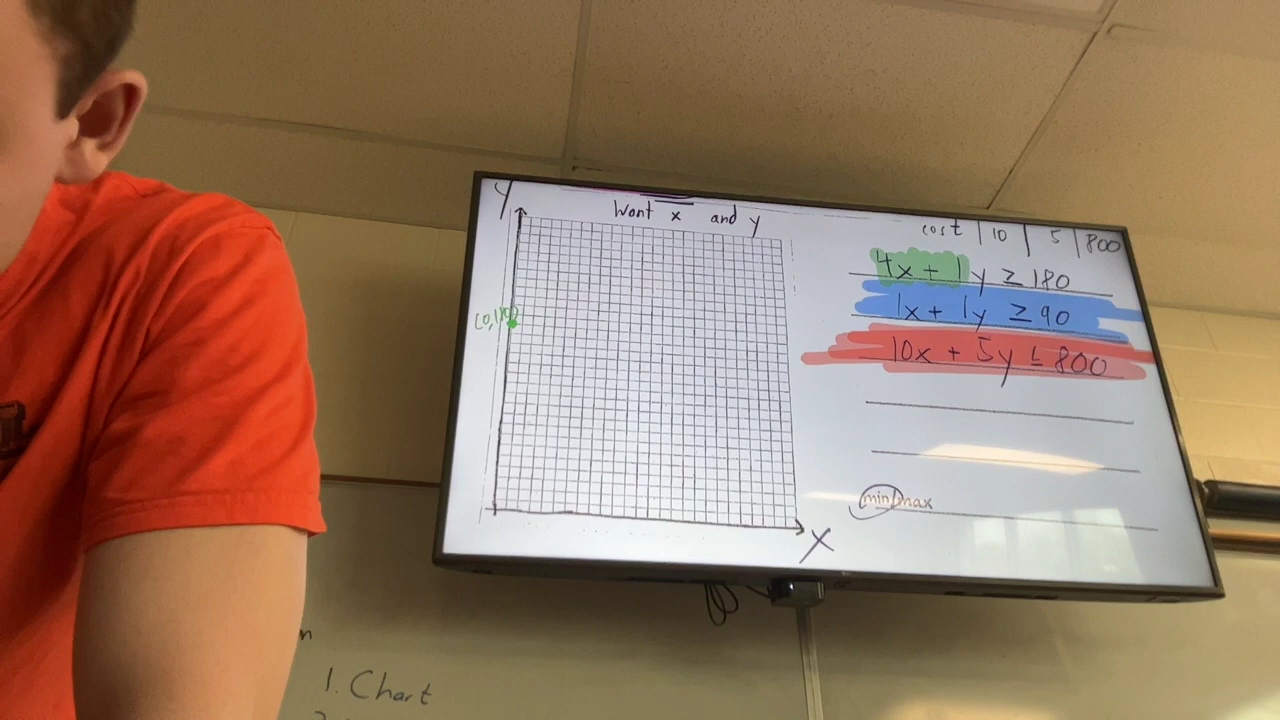 y
Want x and y
cost | 10 | 5 | 800
4x + 1y ≥ 180
1x + 1y ≥ 90
10x + 5y ≤ 800
(0,180)
min/max
X
1. Chart